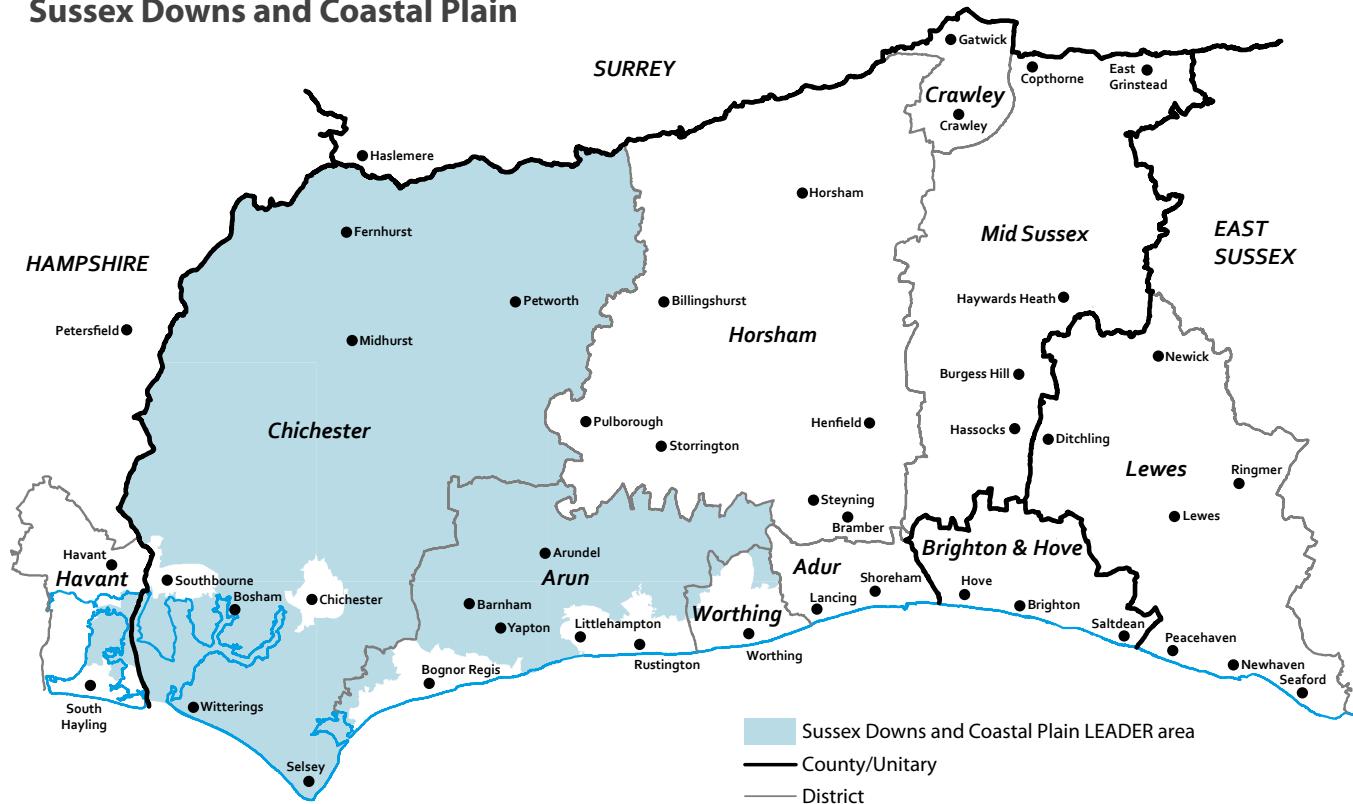 Sussex Downs and Coastal Plain
Gatwick
SURREY
Copthorne
East
Grinstead
Crawley
Crawley
Haslemere
Horsham
Fernhurst
Mid Sussex
EAST
SUSSEX
HAMPSHIRE
Petworth
Billingshurst
Haywards Heath
Petersfield
Midhurst
Horsham
Newick
Burgess Hill
Chichester
Pulborough
Henfield
Hassocks
Ditchling
Storrington
Lewes
Ringmer
Steyning
Bramber
Lewes
Havant
Arundel
Brighton & Hove
Havant
Southbourne
Arun
Adur
Shoreham
Hove
Bosham
Chichester
Barnham
Lancing
Brighton
Worthing
Littlehampton
Yapton
Saltdean
Rustington
Worthing
Peacehaven
Bognor Regis
Newhaven
Seaford
South
Hayling
Witterings
Selsey
Sussex Downs and Coastal Plain LEADER area
County/Unitary
District